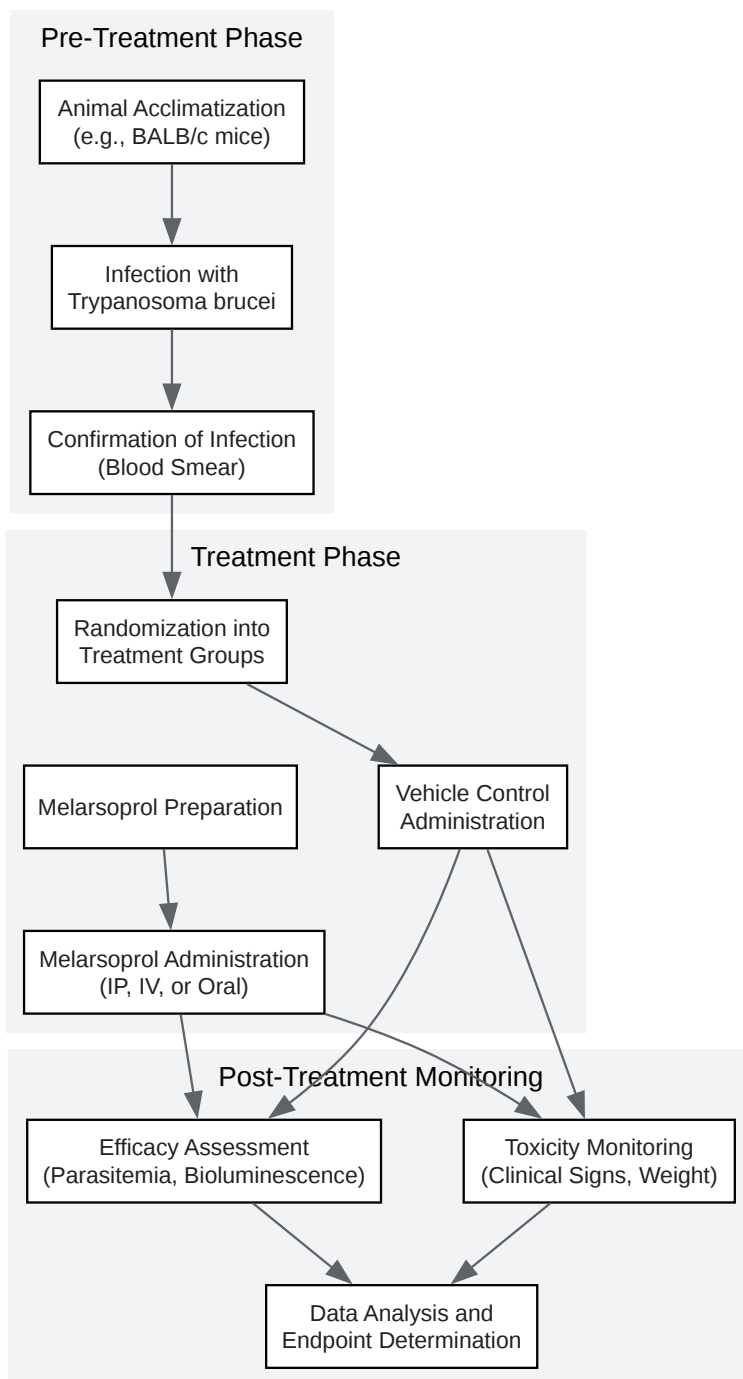 Pre-Treatment Phase
Animal Acclimatization
(e.g., BALB/c mice)
Infection with
Trypanosoma brucei
Confirmation of Infection
(Blood Smear)
Treatment Phase
Randomization into
Treatment Groups
Melarsoprol Preparation
Vehicle Control
Administration
Melarsoprol Administration
(IP, IV, or Oral)
Post-Treatment Monitoring
Efficacy Assessment
(Parasitemia, Bioluminescence)
Toxicity Monitoring
(Clinical Signs, Weight)
Data Analysis and
Endpoint Determination